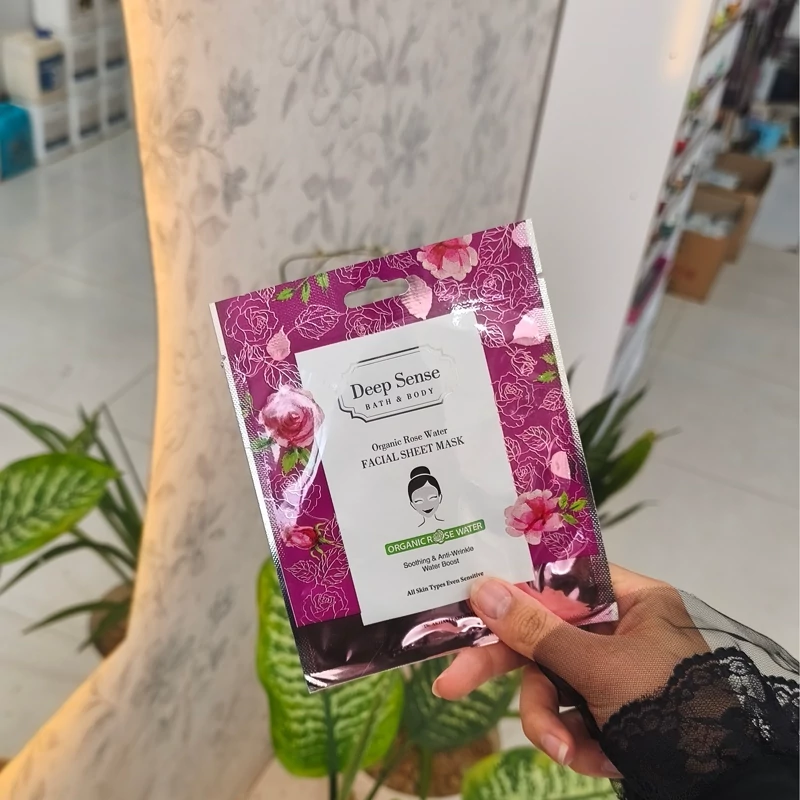 Deep Sense
BATH & BODY
Organic Rose Water
FACIAL SHEET MASK
ORGANIC ROSE WATER
Soothing & Anti-Wrinkle
Water Boost
All Skin Types Even Sensitive